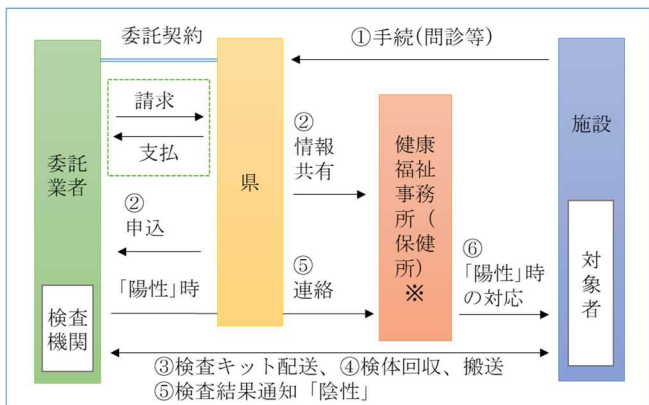 委託契約
①手続(問診等)
請求
支払
委託
業者
県
②
情報
共有
健康
福祉
事務
所（
保健
所）
※
施設
②
申込
「陽性」時
⑤
連絡
⑥
「陽性」時
の対応
対
象
者
検査
機関
③検査キット配送、④検体回収、搬送
⑤検査結果通知「陰性」